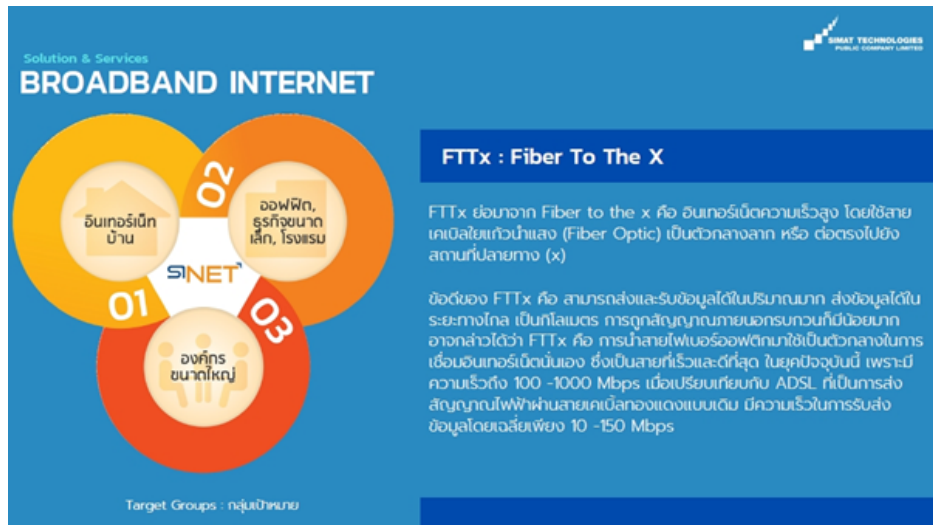 SIMAT TECHNOLOGIES
PUBLIC COMPANY LIMITED
Solution & Services
BROADBAND INTERNET
01
อินเทอร์เน็ท
บ้าน
02
ออฟฟิต,
ธุรกิจขนาด
เล็ก, โรงแรม
SINET
03
องค์กร
ขนาดใหญ่
Target Groups : กลุ่มเป้าหมาย
FTTx : Fiber To The X
FTTx ย่อมาจาก Fiber to the x คือ อินเทอร์เน็ตความเร็วสูง โดยใช้สาย
เคเบิลใยแก้วนำแสง (Fiber Optic) เป็นตัวกลางลาก หรือ ต่อตรงไปยัง
สถานที่ปลายทาง (x)
ข้อดีของ FTTx คือ สามารถส่งและรับข้อมูลได้ในปริมาณมาก ส่งข้อมูลได้ใน
ระยะทางไกล เป็นกิโลเมตร การถูกสัญญาณภายนอกรบกวนก็มีน้อยมาก
อาจกล่าวได้ว่า FTTx คือ การนำสายไฟเบอร์ออฟติกมาใช้เป็นตัวกลางในการ
เชื่อมอินเทอร์เน็ตนั่นเอง ซึ่งเป็นสายที่เร็วและดีที่สุด ในยุคปัจจุบันนี้ เพราะมี
ความเร็วถึง 100 -1000 Mbps เมื่อเปรียบเทียบกับ ADSL ที่เป็นการส่ง
สัญญาณไฟฟ้าผ่านสายเคเบิ้ลทองแดงแบบเดิม มีความเร็วในการรับส่ง
ข้อมูลโดยเฉลี่ยเพียง 10 -150 Mbps